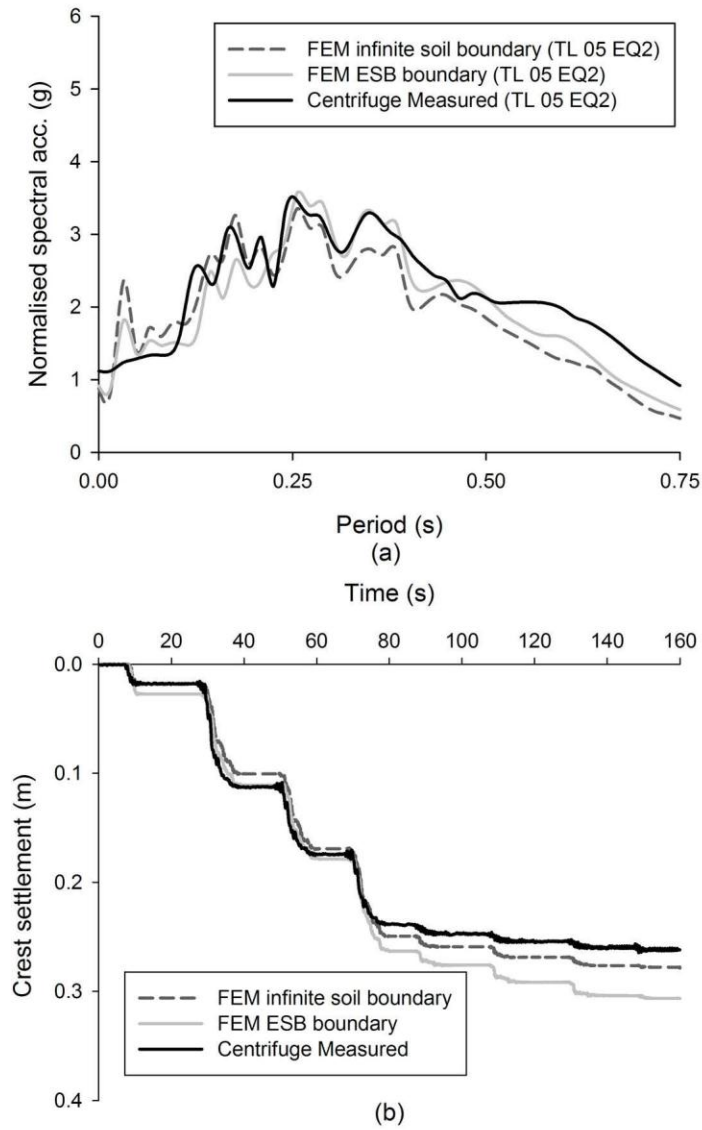 6
5
4
3
2
1
0
Normalised spectral acc. (g)
FEM infinite soil boundary (TL 05 EQ2)
FEM ESB boundary (TL 05 EQ2)
Centrifuge Measured (TL 05 EQ2)
0.00 0.25 0.50 0.75
Period (s)
(a)
Time (s)
0 20 40 60 80 100 120 140 160
0.0
0.1
0.2
0.3
0.4
Crest settlement (m)
FEM infinite soil boundary
FEM ESB boundary
Centrifuge Measured
(b)